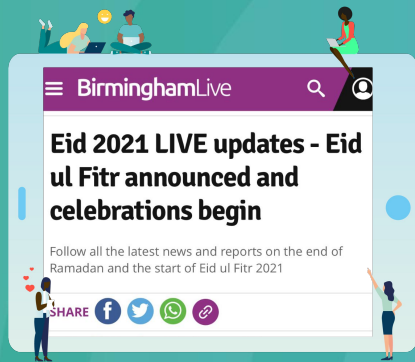 BirminghamLive
Eid 2021 LIVE updates - Eid
ul Fitr announced and
celebrations begin
Follow all the latest news and reports on the end of
Ramadan and the start of Eid ul Fitr 2021
SHARE